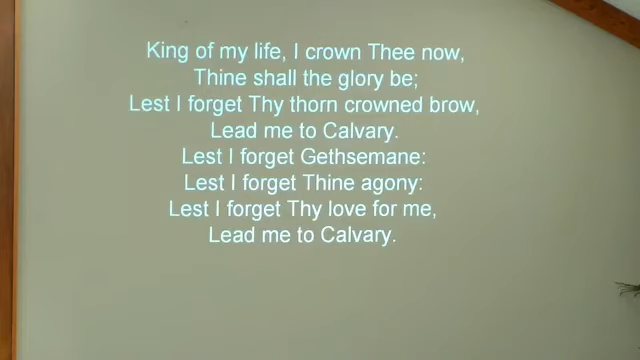 King of my life, I crown Thee now,
Thine shall the glory be;
Lest I forget Thy thorn crowned brow,
Lead me to Calvary.
Lest I forget Gethsemane:
Lest I forget Thine agony:
Lest I forget Thy love for me,
Lead me to Calvary.